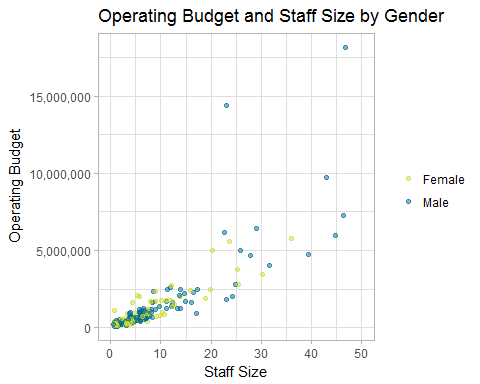 Operating Budget and Staff Size by Gender
Operating Budget
15,000,000
10,000,000
5,000,000
0
0 10 20 30 40 50
Staff Size
Female
Male